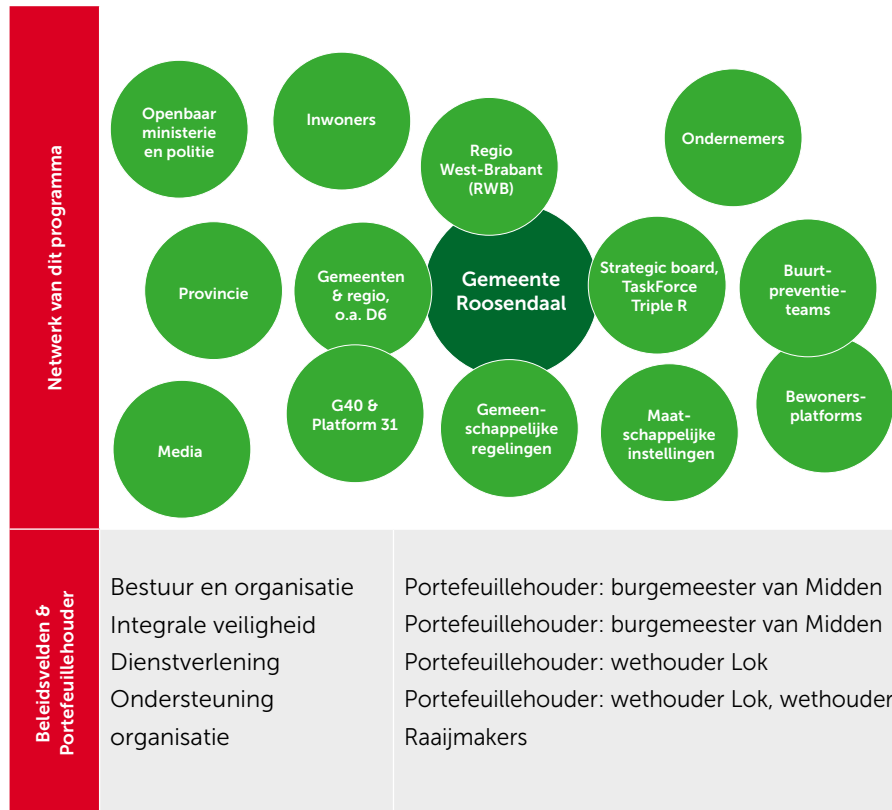 Netwerk van dit programma
Openbaar
ministerie
en politie
Inwoners
Regio
West-Brabant
(RWB)
Ondernemers
Provincie
Gemeenten
& regio,
o.a. D6
Gemeente
Roosendaal
Strategic board,
TaskForce
Triple R
Buurt-
preventie-
teams
Media
G40 &
Platform 31
Gemeen-
schappelijke
regelingen
Maat-
schappelijke
instellingen
Bewoners-
platforms
Beleidsvelden &
Portefeuillehouder
Bestuur en organisatie
Portefeuillehouder: burgemeester van Midden
Integrale veiligheid
Portefeuillehouder: burgemeester van Midden
Dienstverlening
Portefeuillehouder: wethouder Lok
Ondersteuning
organisatie
Portefeuillehouder: wethouder Lok, wethouder
Raaijmakers